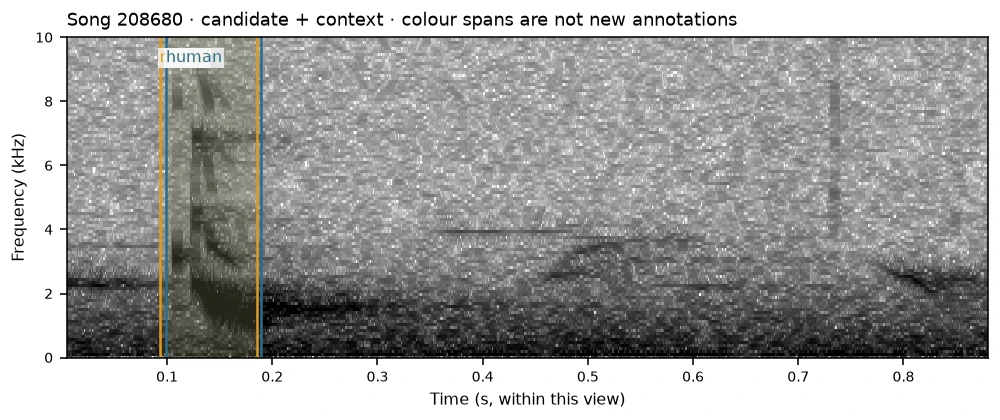 Song 208680 · candidate + context · colour spans are not new annotations
rhuman
Frequency (kHz)
10
8
6
4
2
0
0.1 0.2 0.3 0.4 0.5 0.6 0.7 0.8
Time (s, within this view)